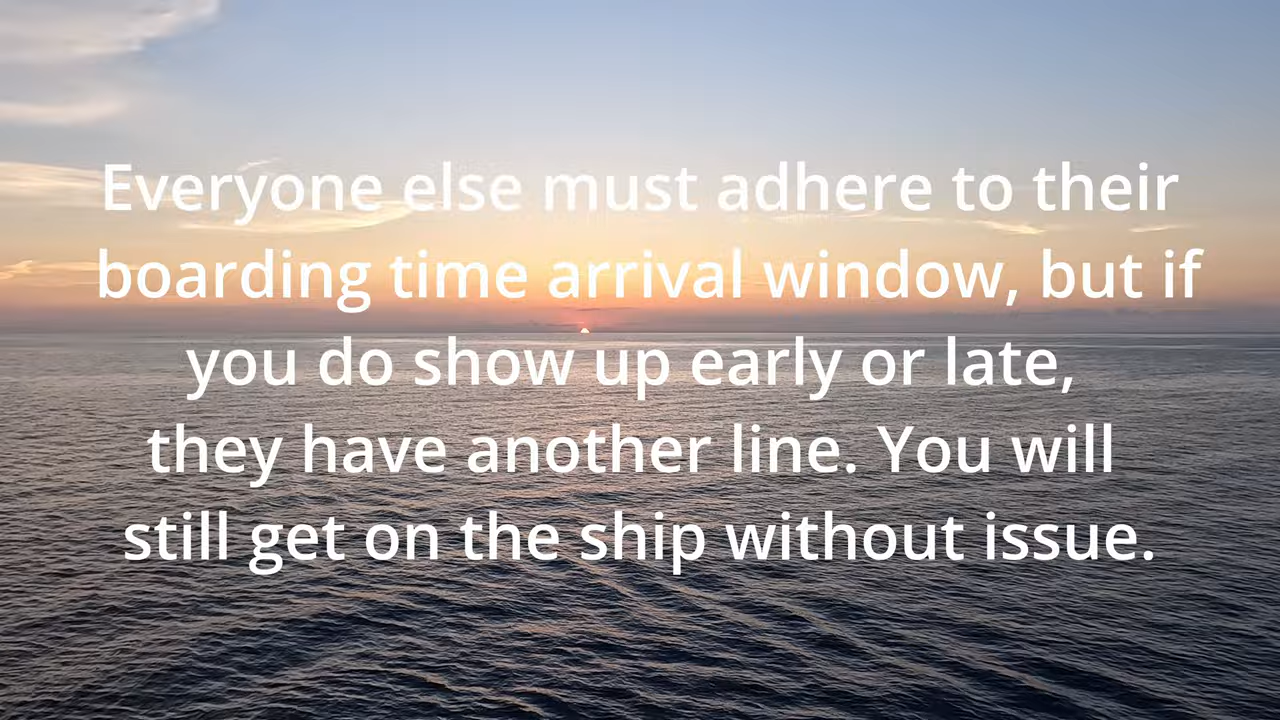 Everyone else must adhere to their
boarding time arrival window, but if
you do show up early or late,
they have another line. You will
still get on the ship without issue.